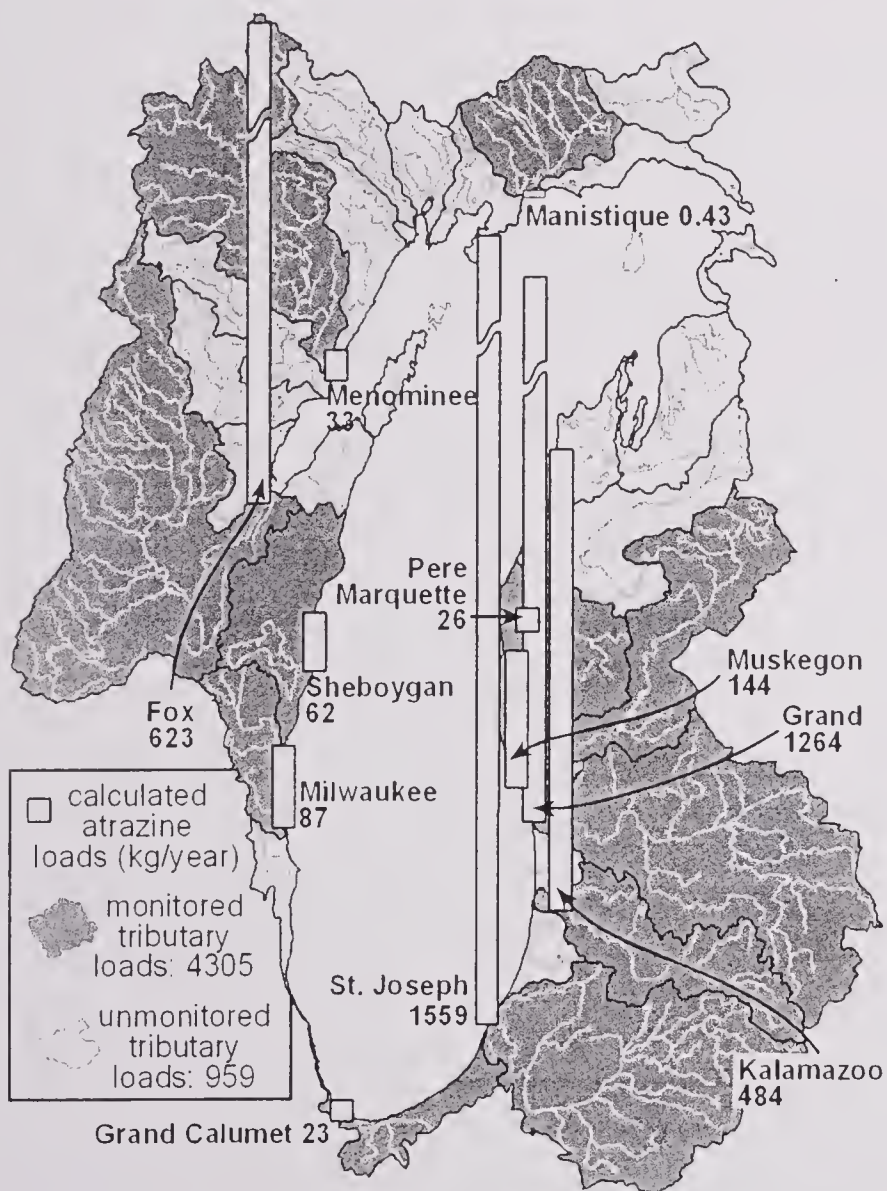 Manistique 0.43
Menominee
33
Pere
Marquette
26
Muskegon
144
Grand
1264
Sheboygan
62
Fox
623
Milwaukee
87
calculated
atrazine
loads (kg/year)
monitored
tributary
loads: 4305
unmonitored
tributary
loads: 959
St. Joseph
1559
Kalamazoo
484
Grand Calumet 23